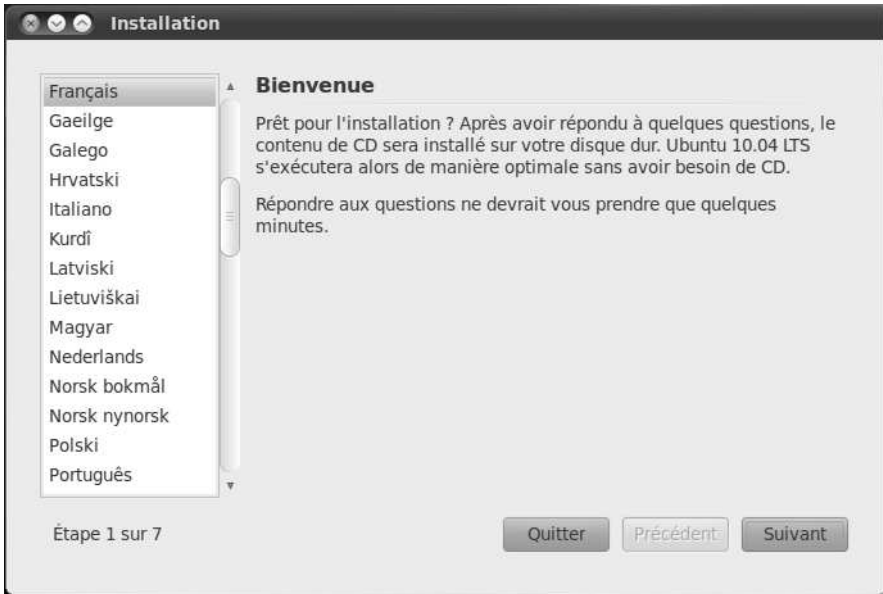 Installation
Français
Gaeilge
Galego
Hrvatski
Italiano
Kurdî
Latviski
Lietuviškai
Magyar
Nederlands
Norsk bokmål
Norsk nynorsk
Polski
Português
Bienvenue
Prêt pour l'installation ? Après avoir répondu à quelques questions, le
contenu de CD sera installé sur votre disque dur. Ubuntu 10.04 LTS
s'exécutera alors de manière optimale sans avoir besoin de CD.
Répondre aux questions ne devrait vous prendre que quelques
minutes.
Étape 1 sur 7
Quitter
Précédent
Suivant